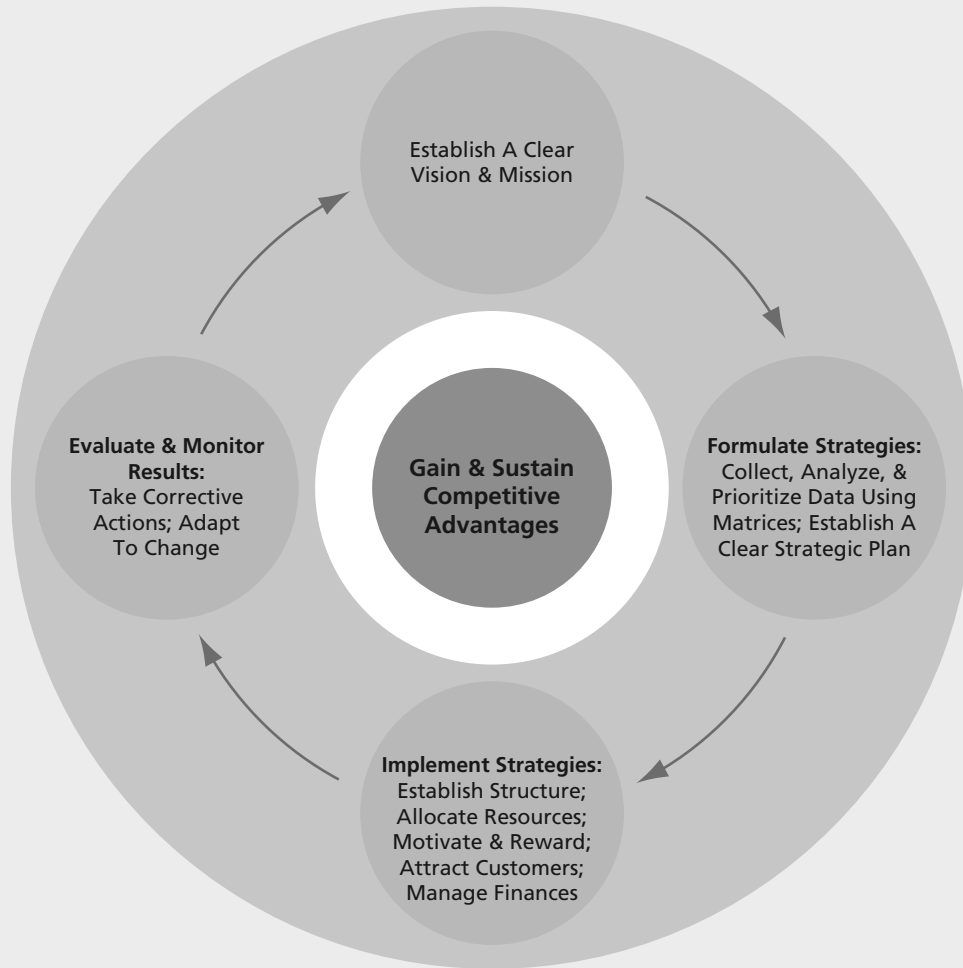 Establish A Clear
Vision & Mission
Formulate Strategies:
Collect, Analyze, &
Prioritize Data Using
Matrices; Establish A
Clear Strategic Plan
Implement Strategies:
Establish Structure;
Allocate Resources;
Motivate & Reward;
Attract Customers;
Manage Finances
Evaluate & Monitor
Results:
Take Corrective
Actions; Adapt
To Change
Gain & Sustain
Competitive
Advantages